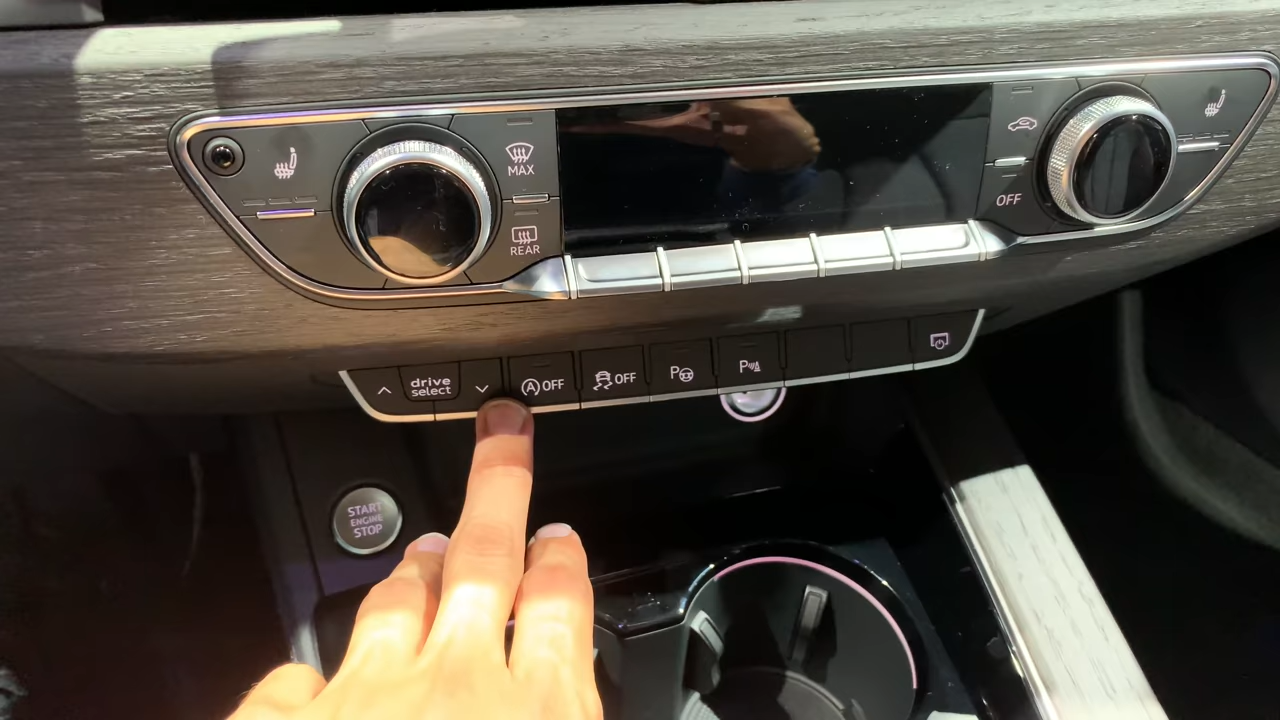 MAX
REAR
OFF
drive
select
A OFF
OFF
P
P
START
ENGINE
STOP